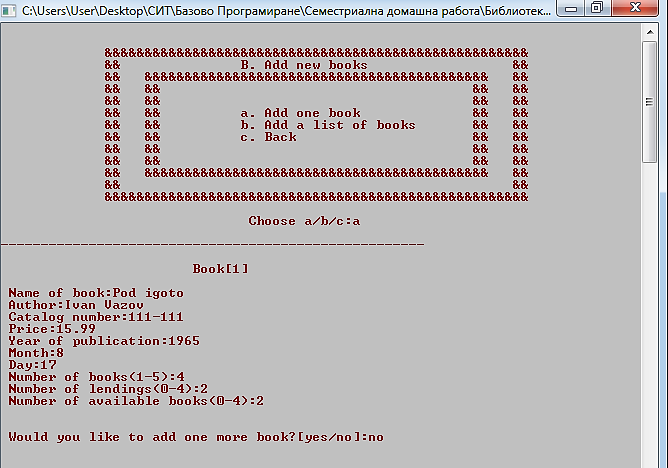 C:\Users\User\Desktop\СИТ\Базово Програмиране\Семестриална домашна работа\Библиотек...
&&&&&&&&&&&&&&&&&&&&&&&&&&&&&&&&&&&&&&&&&&&&&&&&&&&&&
&& B. Add new books &&
&& &&&&&&&&&&&&&&&&&&&&&&&&&&&&&&&&&&&&&&&&&&& &&
&& && && &&
&& && && &&
&& && a. Add one book && &&
&& && b. Add a list of books && &&
&& && c. Back && &&
&& && && &&
&& && && &&
&& &&&&&&&&&&&&&&&&&&&&&&&&&&&&&&&&&&&&&&&&&&& &&
&& &&
&&&&&&&&&&&&&&&&&&&&&&&&&&&&&&&&&&&&&&&&&&&&&&&&&&&&&
Choose a/b/c:a
_____________________________________________________
Book[1]
Name of book:Pod igoto
Author:Ivan Vazov
Catalog number:111-111
Price:15.99
Year of publication:1965
Month:8
Day:17
Number of books(1-5):4
Number of lendings(0-4):2
Number of available books(0-4):2
Would you like to add one more book?[yes/no]:no